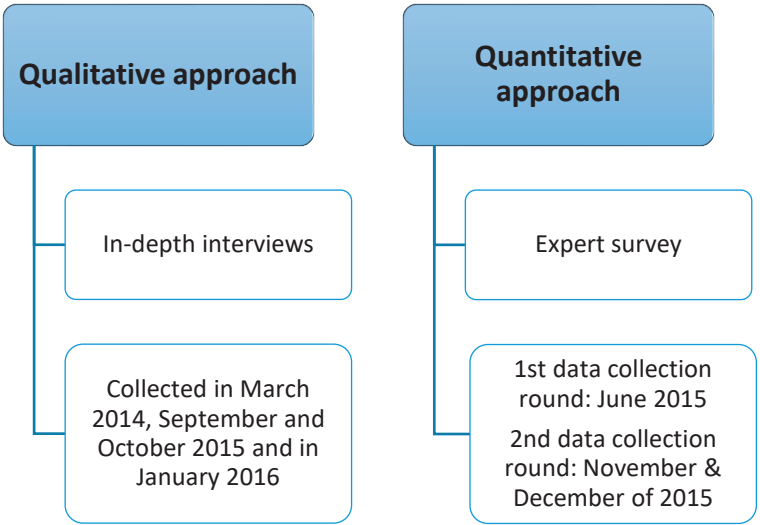 Qualitative approach
In-depth interviews
Collected in March
2014, September and
October 2015 and in
January 2016
Quantitative
approach
Expert survey
1st data collection
round: June 2015
2nd data collection
round: November &
December of 2015